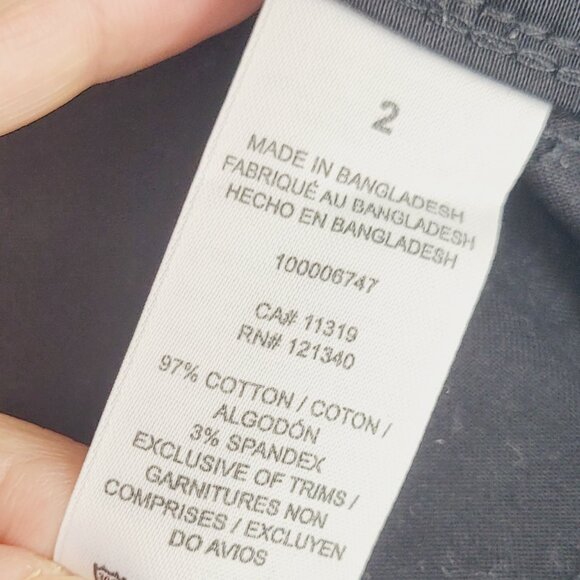 2
MADE IN BANGLADESH
FABRIQUÉ AU BANGLADESH
HECHO EN BANGLADESH
100006747
CA# 11319
RN# 121340
97% COTTON / COTON /
ALGODÓN
3% SPANDEX
EXCLUSIVE OF TRIMS /
GARNITURES NON
COMPRISES / EXCLUYEN
DO AVIOS